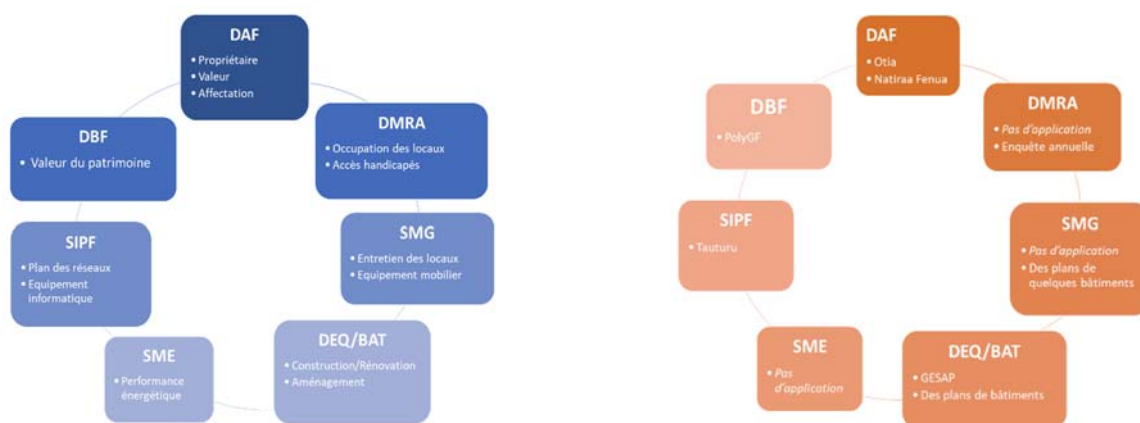 DAF
• Propriétaire
• Valeur
• Affectation
DMRA
• Occupation des locaux
• Accès handicapés
SMG
• Entretien des locaux
• Equipement mobilier
DEQ/BAT
• Construction/Rénovation
• Aménagement
SME
• Performance
énergétique
SIPF
• Plan des réseaux
• Equipement
informatique
DBF
• Valeur du patrimoine
DAF
• Otia
• Natiraa Fenua
DMRA
• Pas d'application
• Enquête annuelle
SMG
• Pas d'application
• Des plans de
quelques bâtiments
DEQ/BAT
• GESAP
• Des plans de bâtiments
SME
• Pas
d'application
SIPF
• Tauturu
DBF
• PolyGF